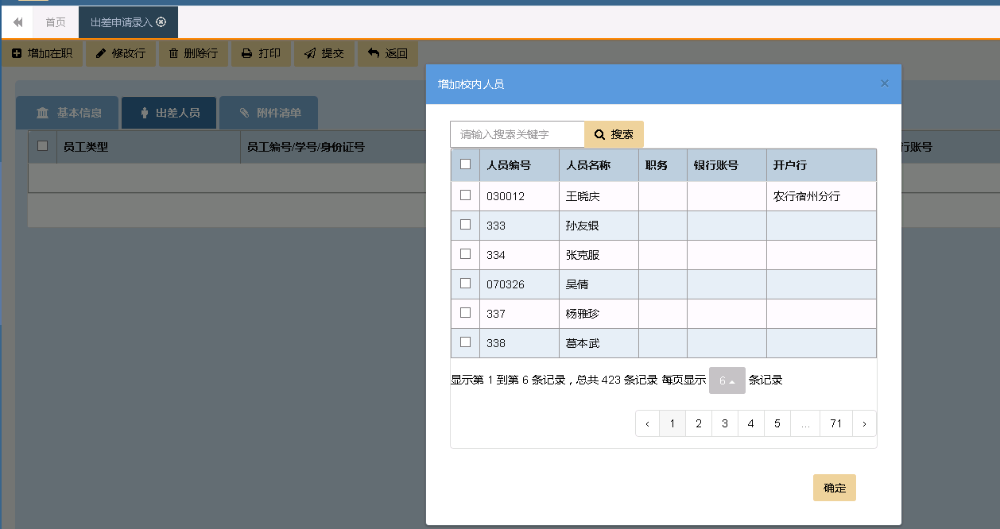 首页 出差申请录入
增加在职 修改行 删除行 打印 提交 返回
基本信息 出差人员 附件清单
员工类型 员工编号/学号/身份证号 行账号
增加校内人员 ×
请输入搜索关键字 搜索
人员编号 人员名称 职务 银行账号 开户行
030012 王晓庆 农行宿州分行
333 孙友银
334 张克服
070326 吴倩
337 杨雅珍
338 葛本武
显示第 1 到第 6 条记录，总共 423 条记录 每页显示 6 条记录
‹ 1 2 3 4 5 ... 71 ›
确定